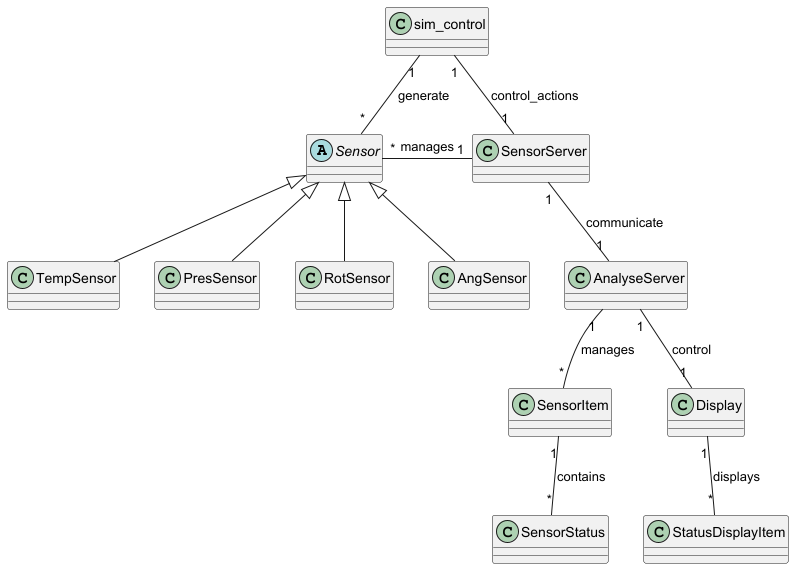 C sim_control
1 1
generate control_actions
* 1
A Sensor * manages 1 C SensorServer
1
communicate
1
C TempSensor C PresSensor C RotSensor C AngSensor C AnalyseServer
1 1
manages control
* 1
C SensorItem C Display
1 1
contains displays
* *
C SensorStatus C StatusDisplayItem